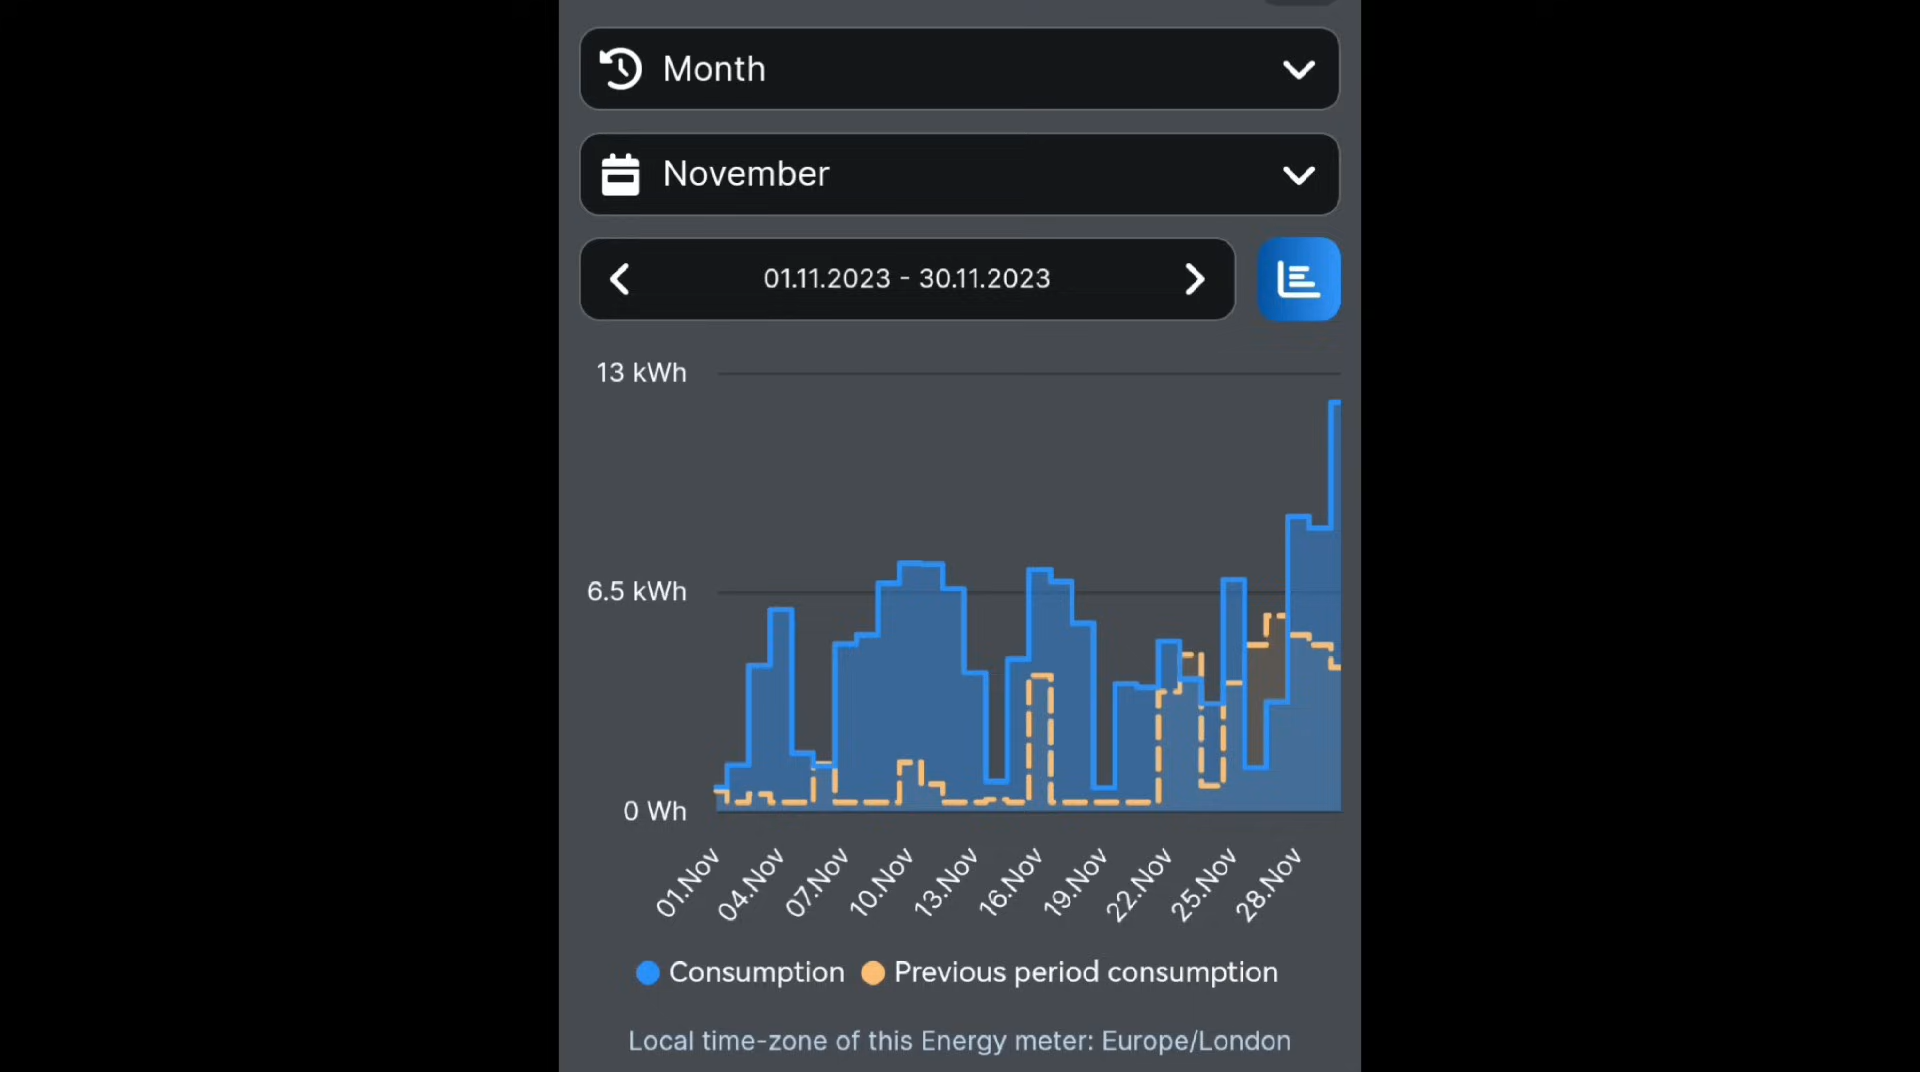 Month
November
01.11.2023 - 30.11.2023
13 kWh
6.5 kWh
0 Wh
01.Nov 04.Nov 07.Nov 10.Nov 13.Nov 16.Nov 19.Nov 22.Nov 25.Nov 28.Nov
Consumption Previous period consumption
Local time-zone of this Energy meter: Europe/London